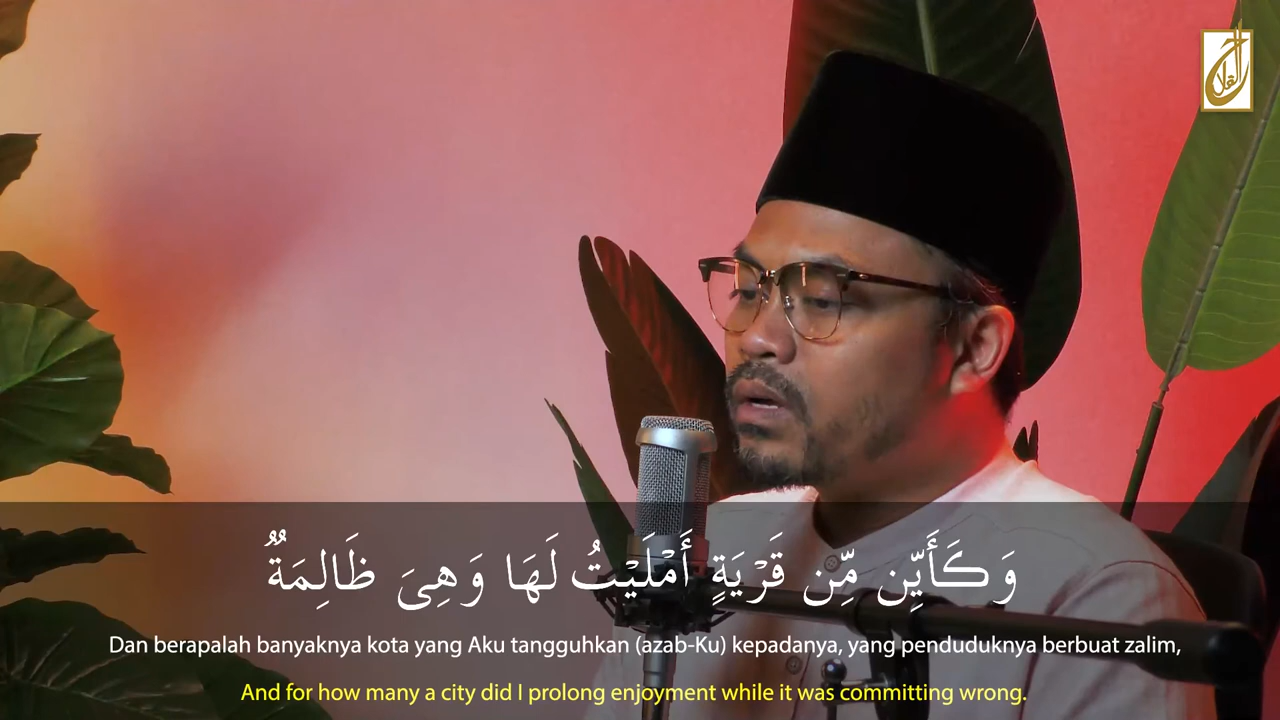 الفلاح
وَكَأَيِّن مِّن قَرْيَةٍ أَمْلَيْتُ لَهَا وَهِىَ ظَالِمَةٌ
Dan berapalah banyaknya kota yang Aku tangguhkan (azab-Ku) kepadanya, yang penduduknya berbuat zalim,
And for how many a city did I prolong enjoyment while it was committing wrong.